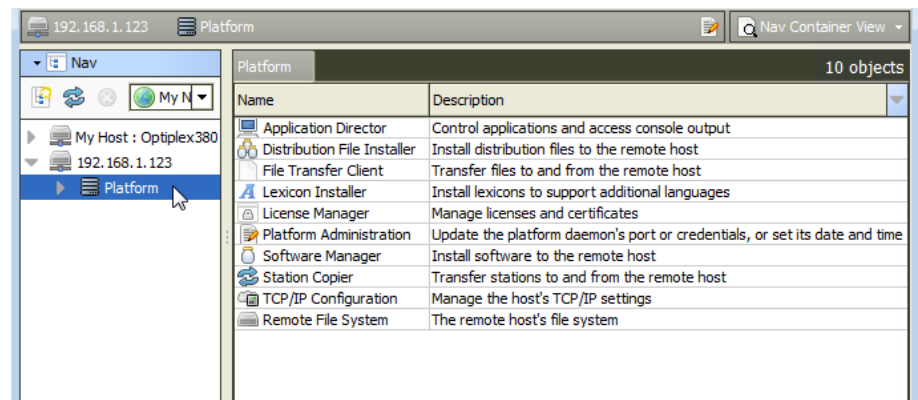 192.168.1.123 Platform Nav Container View
Nav
My N
My Host : Optiplex380
192.168.1.123
Platform
Platform 10 objects
Name Description
Application Director Control applications and access console output
Distribution File Installer Install distribution files to the remote host
File Transfer Client Transfer files to and from the remote host
Lexicon Installer Install lexicons to support additional languages
License Manager Manage licenses and certificates
Platform Administration Update the platform daemon's port or credentials, or set its date and time
Software Manager Install software to the remote host
Station Copier Transfer stations to and from the remote host
TCP/IP Configuration Manage the host's TCP/IP settings
Remote File System The remote host's file system